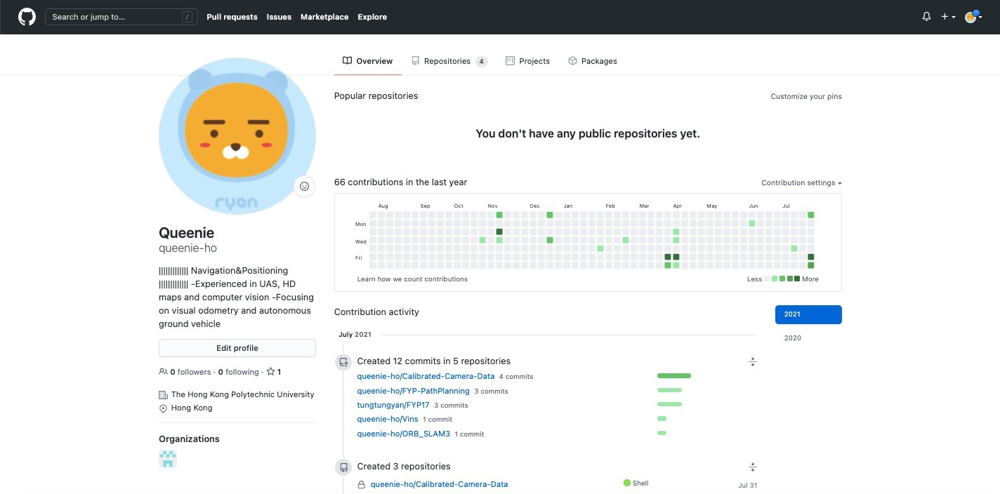 Search or jump to...
/
Pull requests
Issues
Marketplace
Explore
Overview
Repositories 4
Projects
Packages
ryan
Queenie
queenie-ho
||||||||||||| Navigation&Positioning
||||||||||||| -Experienced in UAS, HD
maps and computer vision -Focusing
on visual odometry and autonomous
ground vehicle
Edit profile
0 followers · 0 following · 1
The Hong Kong Polytechnic University
Hong Kong
Organizations
Popular repositories
Customize your pins
You don't have any public repositories yet.
66 contributions in the last year
Contribution settings
Aug Sep Oct Nov Dec Jan Feb Mar Apr May Jun Jul
Mon
Wed
Fri
Learn how we count contributions
Less More
Contribution activity
2021
2020
July 2021
Created 12 commits in 5 repositories
queenie-ho/Calibrated-Camera-Data 4 commits
queenie-ho/FYP-PathPlanning 3 commits
tungtungyan/FYP17 3 commits
queenie-ho/Vins 1 commit
queenie-ho/ORB_SLAM3 1 commit
Created 3 repositories
queenie-ho/Calibrated-Camera-Data
Shell
Jul 31